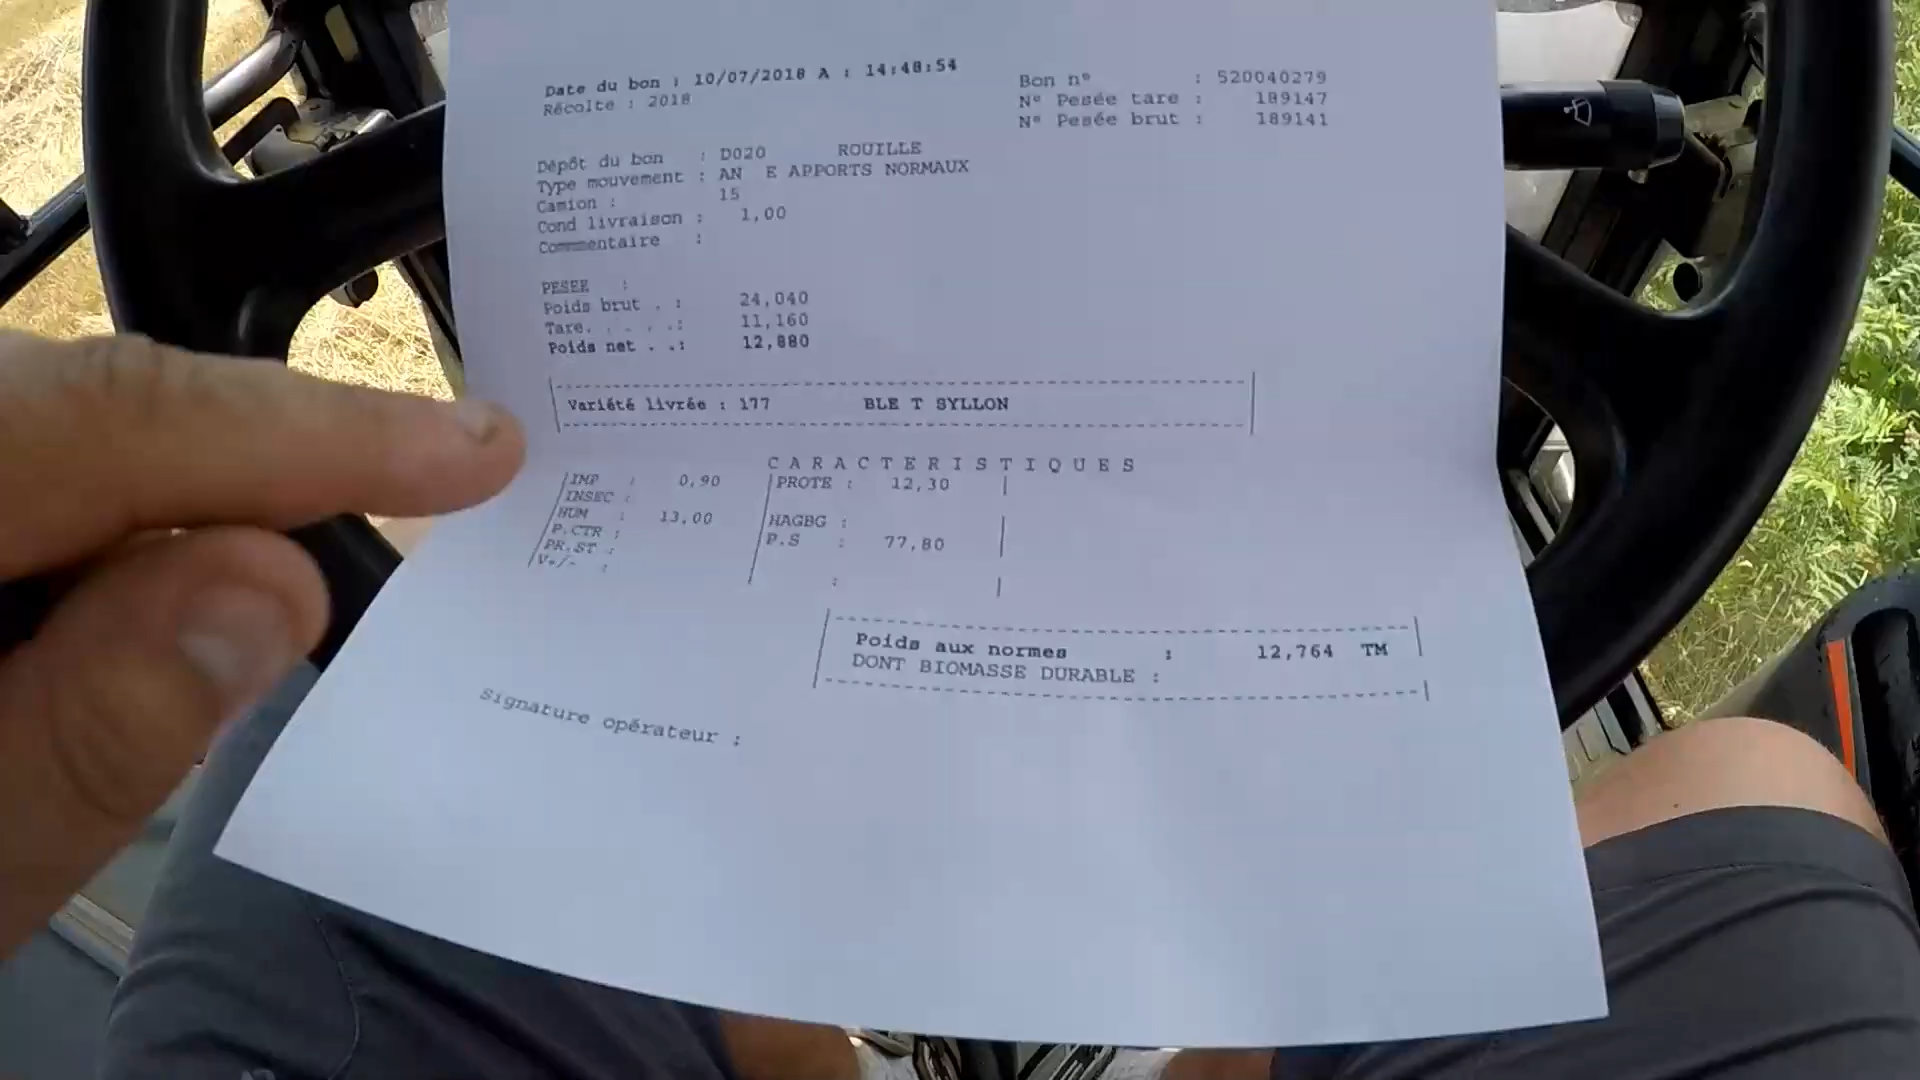 Date du bon : 10/07/2018 A : 14:48:54
Récolte : 2018
Bon n° : 520040279
N° Pesée tare : 189147
N° Pesée brut : 189141
Dépôt du bon : D020 ROUILLE
Type mouvement : AN E APPORTS NORMAUX
Camion : 15
Cond livraison : 1,00
Commentaire :
PESEE :
Poids brut . : 24,040
Tare. . . . .: 11,160
Poids net . .: 12,880
Variété livrée : 177 BLE T SYLLON
CARACTERISTIQUES
IMP : 0,90 PROTE : 12,30
INSEC :
HUM : 13,00 HAGBG :
P.CTR : P.S : 77,80
PR.ST :
V+/- : :
Poids aux normes : 12,764 TM
DONT BIOMASSE DURABLE :
Signature opérateur :